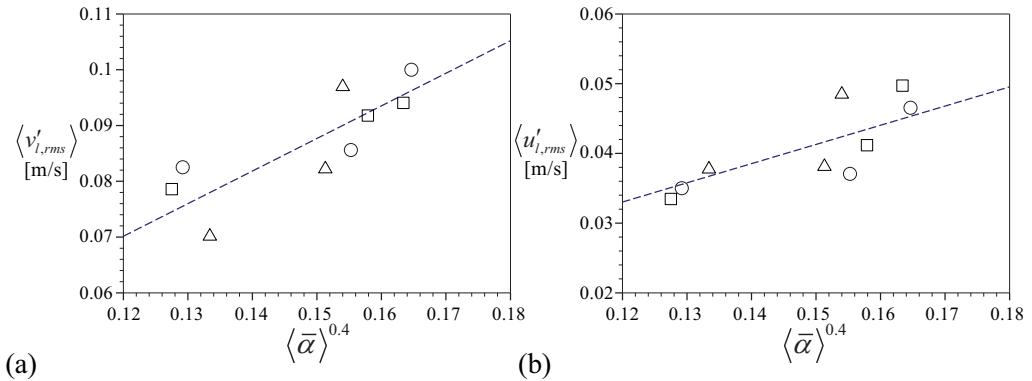 0.11
0.1
0.09
0.08
0.07
0.06
⟨v′l,rms⟩
[m/s]
0.12 0.13 0.14 0.15 0.16 0.17 0.18
⟨α̅⟩^0.4
(a)
0.06
0.05
0.04
0.03
0.02
⟨u′l,rms⟩
[m/s]
0.12 0.13 0.14 0.15 0.16 0.17 0.18
⟨α̅⟩^0.4
(b)